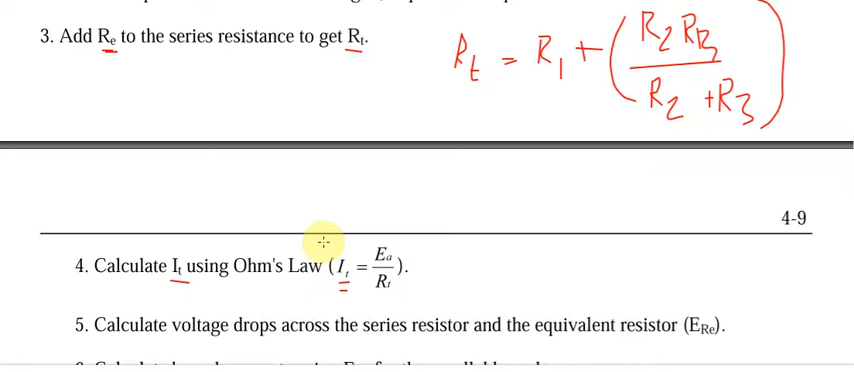 3. Add Re to the series resistance to get Rt.
Rt = R1 + (R2 R3 / R2 + R3)
4-9
4. Calculate It using Ohm's Law (It = Ea / Rt).
5. Calculate voltage drops across the series resistor and the equivalent resistor (ERe).